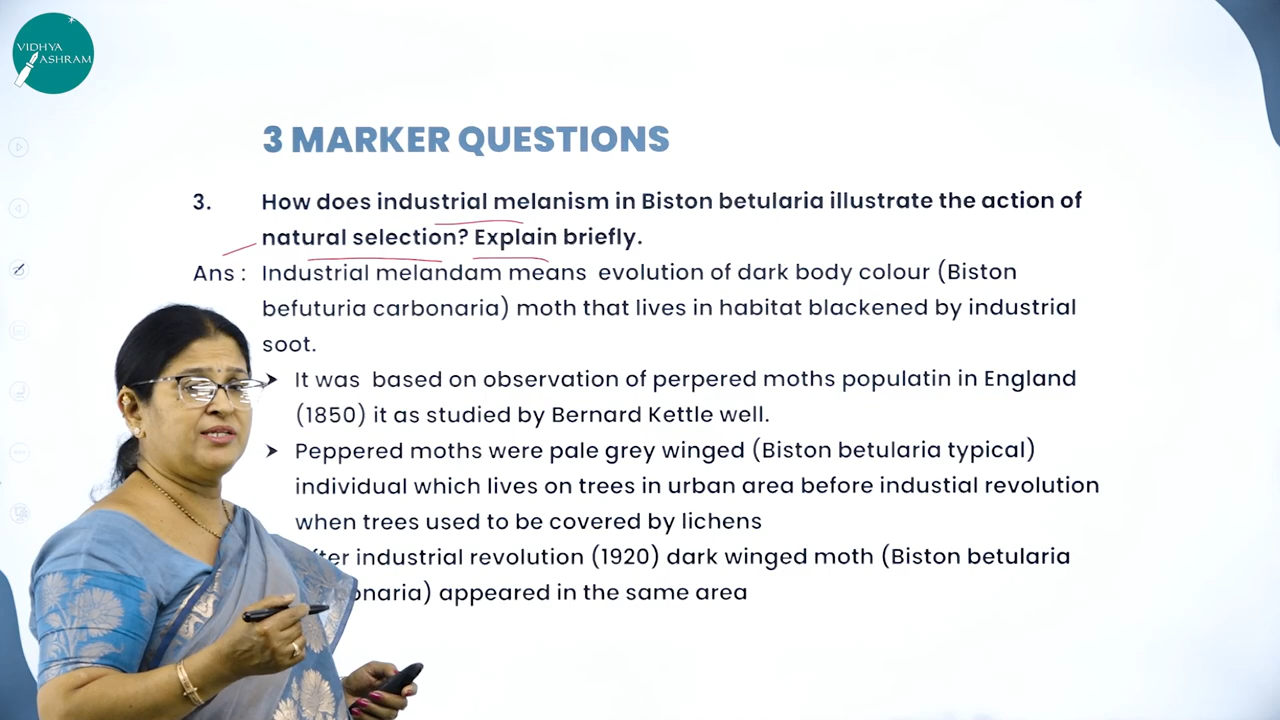 VIDHYA
ASHRAM
3 MARKER QUESTIONS
3. How does industrial melanism in Biston betularia illustrate the action of
natural selection? Explain briefly.
Ans : Industrial melandam means evolution of dark body colour (Biston
befuturia carbonaria) moth that lives in habitat blackened by industrial
soot.
➤ It was based on observation of perpered moths populatin in England
(1850) it as studied by Bernard Kettle well.
➤ Peppered moths were pale grey winged (Biston betularia typical)
individual which lives on trees in urban area before industial revolution
when trees used to be covered by lichens
industrial revolution (1920) dark winged moth (Biston betularia
appeared in the same area